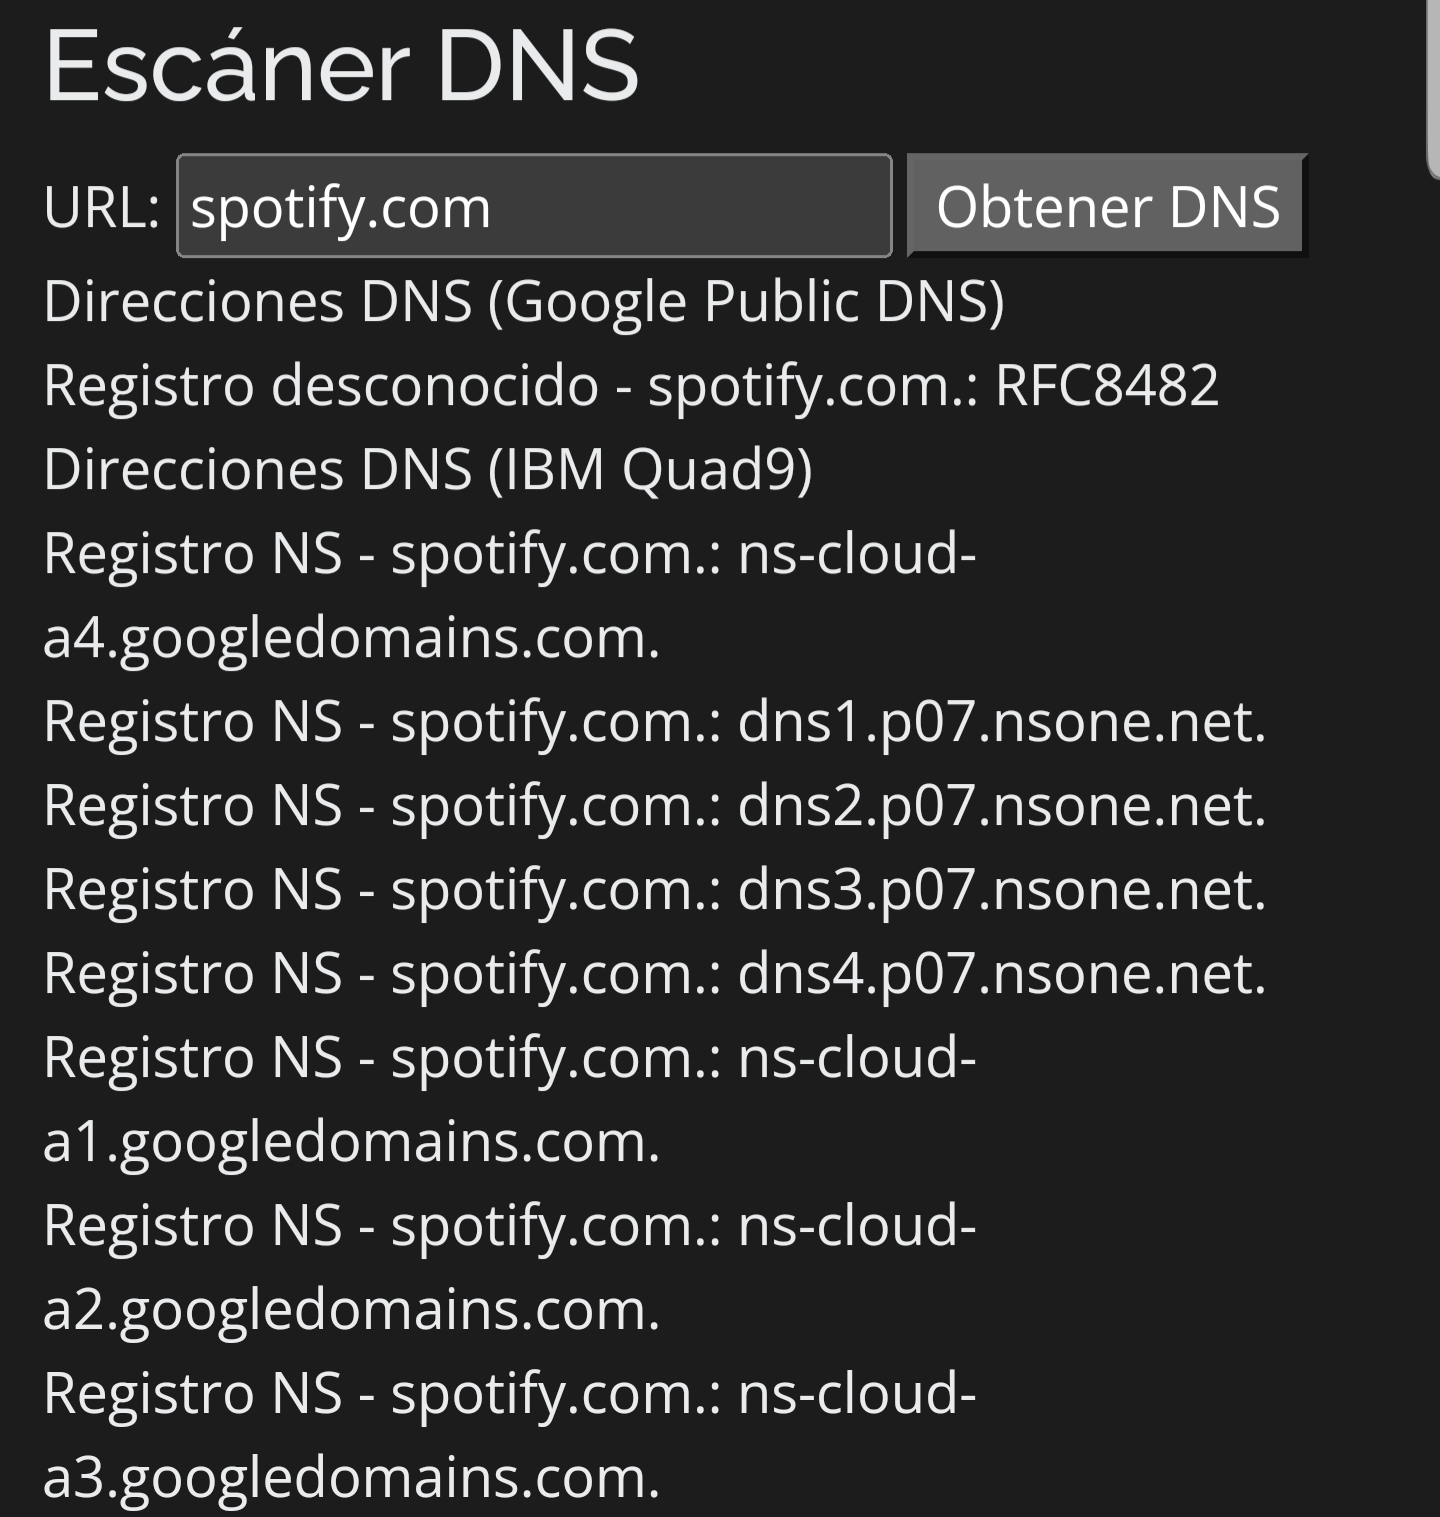 Escáner DNS
URL: spotify.com Obtener DNS
Direcciones DNS (Google Public DNS)
Registro desconocido - spotify.com.: RFC8482
Direcciones DNS (IBM Quad9)
Registro NS - spotify.com.: ns-cloud-
a4.googledomains.com.
Registro NS - spotify.com.: dns1.p07.nsone.net.
Registro NS - spotify.com.: dns2.p07.nsone.net.
Registro NS - spotify.com.: dns3.p07.nsone.net.
Registro NS - spotify.com.: dns4.p07.nsone.net.
Registro NS - spotify.com.: ns-cloud-
a1.googledomains.com.
Registro NS - spotify.com.: ns-cloud-
a2.googledomains.com.
Registro NS - spotify.com.: ns-cloud-
a3.googledomains.com.